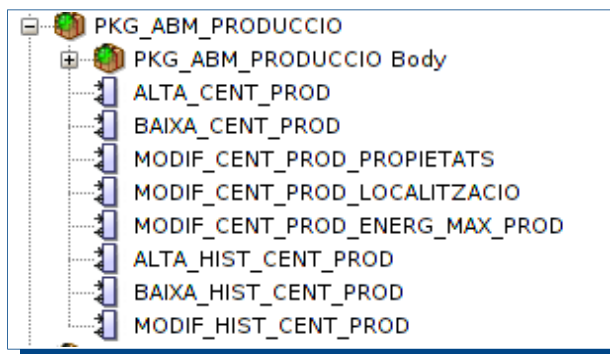 PKG_ABM_PRODUCCIO
PKG_ABM_PRODUCCIO Body
ALTA_CENT_PROD
BAIXA_CENT_PROD
MODIF_CENT_PROD_PROPIETATS
MODIF_CENT_PROD_LOCALITZACIO
MODIF_CENT_PROD_ENERG_MAX_PROD
ALTA_HIST_CENT_PROD
BAIXA_HIST_CENT_PROD
MODIF_HIST_CENT_PROD